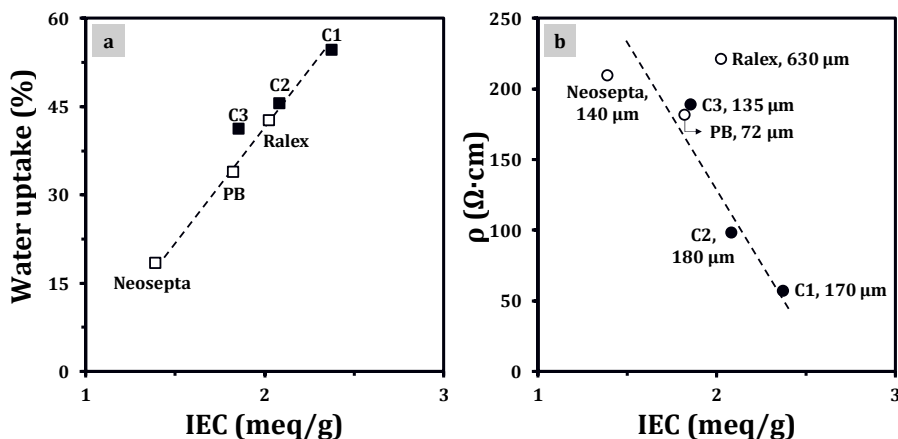 a
Water uptake (%)
60
45
30
15
0
C1
C2
C3
Ralex
PB
Neosepta
1
2
3
IEC (meq/g)
b
ρ (Ω·cm)
250
200
150
100
50
0
Ralex, 630 μm
Neosepta,
140 μm
C3, 135 μm
PB, 72 μm
C2,
180 μm
C1, 170 μm
1
2
3
IEC (meq/g)